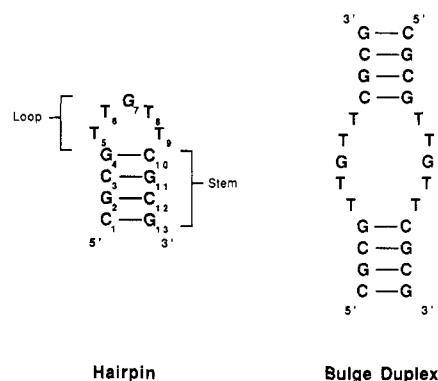 Loop
G7
T6 T8
T5 T9
G4 — C10
C3 — G11
G2 — C12
C1 — G13
5' 3'
Stem
Hairpin
3' 5'
G — C
C — G
G — C
C — G
T T
T T
G G
T T
T T
G — C
C — G
G — C
C — G
5' 3'
Bulge Duplex